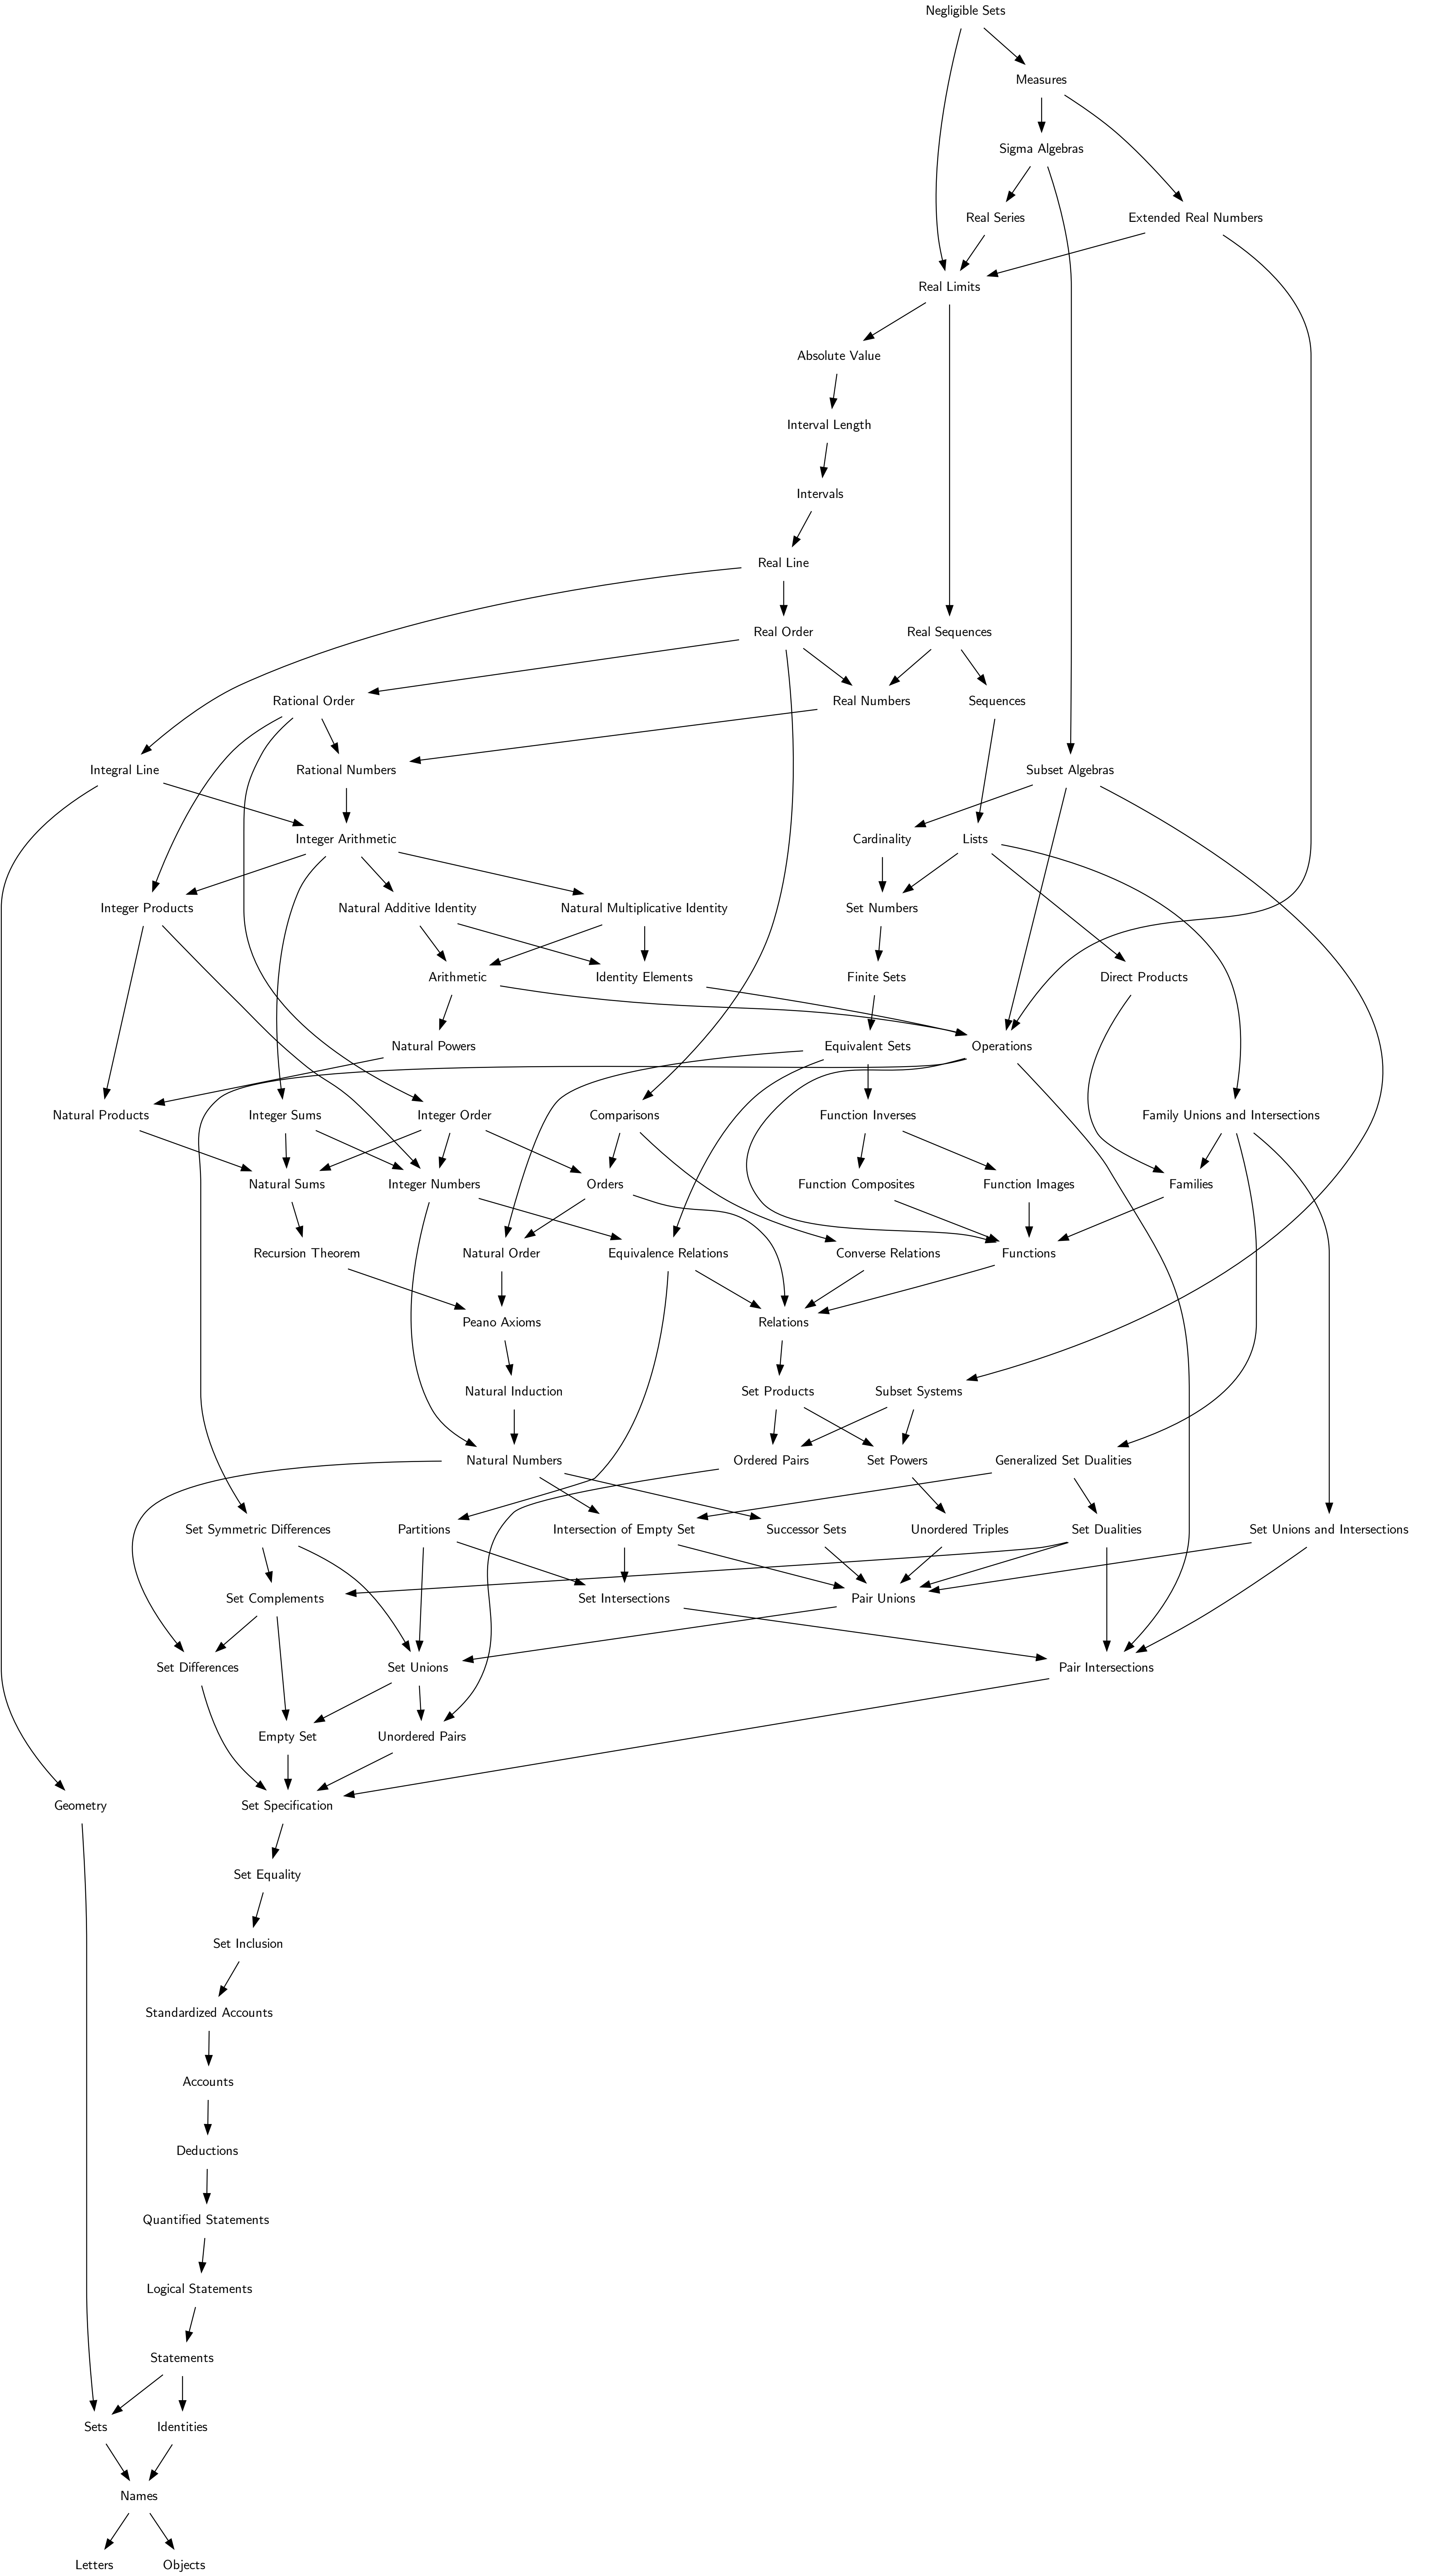 Negligible Sets
Measures
Sigma Algebras
Real Series
Extended Real Numbers
Real Limits
Absolute Value
Interval Length
Intervals
Real Line
Real Order
Real Sequences
Rational Order
Real Numbers
Sequences
Integral Line
Rational Numbers
Subset Algebras
Integer Arithmetic
Cardinality
Lists
Integer Products
Natural Additive Identity
Natural Multiplicative Identity
Set Numbers
Arithmetic
Identity Elements
Finite Sets
Direct Products
Natural Powers
Equivalent Sets
Operations
Natural Products
Integer Sums
Integer Order
Comparisons
Function Inverses
Family Unions and Intersections
Natural Sums
Integer Numbers
Orders
Function Composites
Function Images
Families
Recursion Theorem
Natural Order
Equivalence Relations
Converse Relations
Functions
Peano Axioms
Relations
Natural Induction
Set Products
Subset Systems
Natural Numbers
Ordered Pairs
Set Powers
Generalized Set Dualities
Set Symmetric Differences
Partitions
Intersection of Empty Set
Successor Sets
Unordered Triples
Set Dualities
Set Unions and Intersections
Set Complements
Set Intersections
Pair Unions
Set Differences
Set Unions
Pair Intersections
Empty Set
Unordered Pairs
Geometry
Set Specification
Set Equality
Set Inclusion
Standardized Accounts
Accounts
Deductions
Quantified Statements
Logical Statements
Statements
Sets
Identities
Names
Letters
Objects